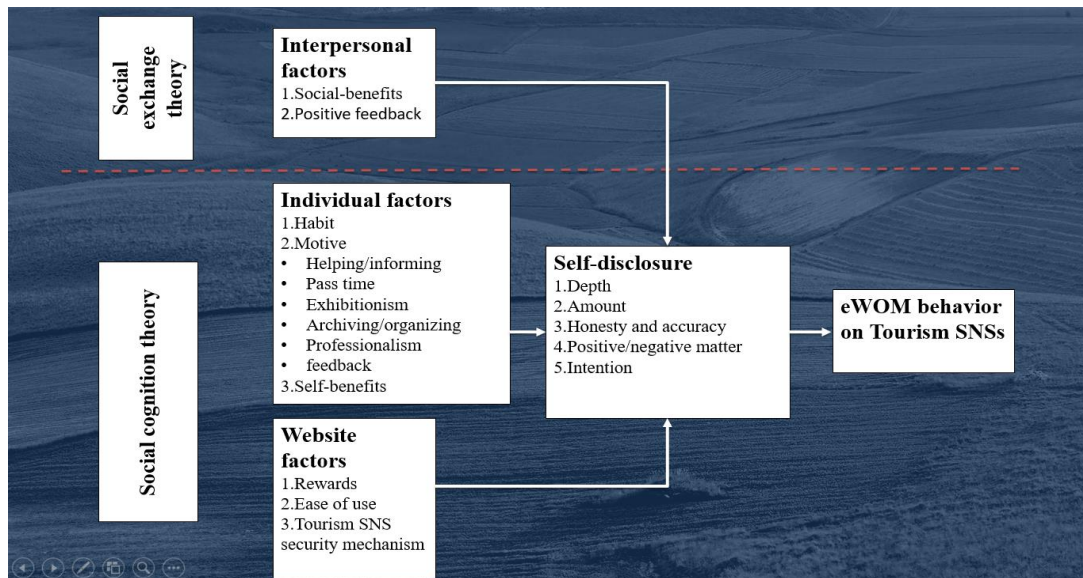 Social
exchange
theory
Interpersonal
factors
1.Social-benefits
2.Positive feedback
Social cognition theory
Individual factors
1.Habit
2.Motive
• Helping/informing
• Pass time
• Exhibitionism
• Archiving/organizing
• Professionalism
• feedback
3.Self-benefits
Website
factors
1.Rewards
2.Ease of use
3.Tourism SNS
security mechanism
Self-disclosure
1.Depth
2.Amount
3.Honesty and accuracy
4.Positive/negative matter
5.Intention
eWOM behavior
on Tourism SNSs